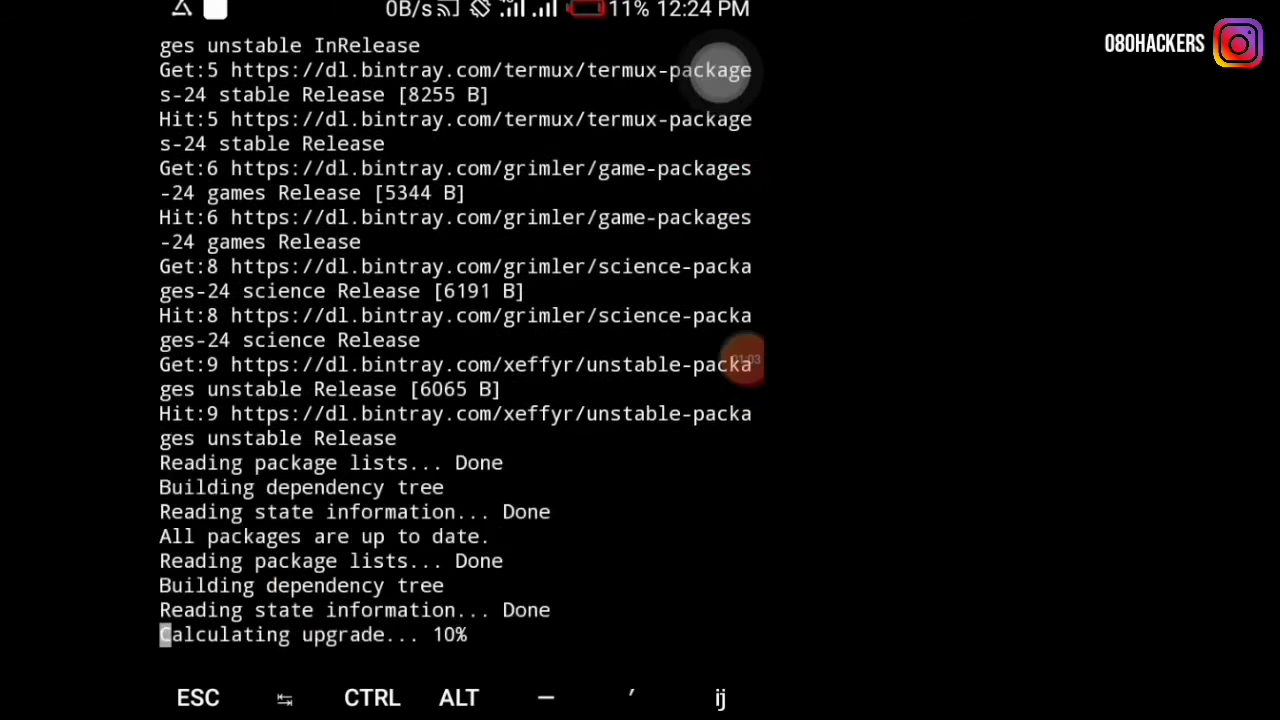 0B/s 11% 12:24 PM
080HACKERS
ges unstable InRelease
Get:5 https://dl.bintray.com/termux/termux-package
s-24 stable Release [8255 B]
Hit:5 https://dl.bintray.com/termux/termux-package
s-24 stable Release
Get:6 https://dl.bintray.com/grimler/game-packages
-24 games Release [5344 B]
Hit:6 https://dl.bintray.com/grimler/game-packages
-24 games Release
Get:8 https://dl.bintray.com/grimler/science-packa
ges-24 science Release [6191 B]
Hit:8 https://dl.bintray.com/grimler/science-packa
ges-24 science Release
Get:9 https://dl.bintray.com/xeffyr/unstable-packa
01:03
ges unstable Release [6065 B]
Hit:9 https://dl.bintray.com/xeffyr/unstable-packa
ges unstable Release
Reading package lists... Done
Building dependency tree
Reading state information... Done
All packages are up to date.
Reading package lists... Done
Building dependency tree
Reading state information... Done
Calculating upgrade... 10%
ESC ↹ CTRL ALT — ′ ij